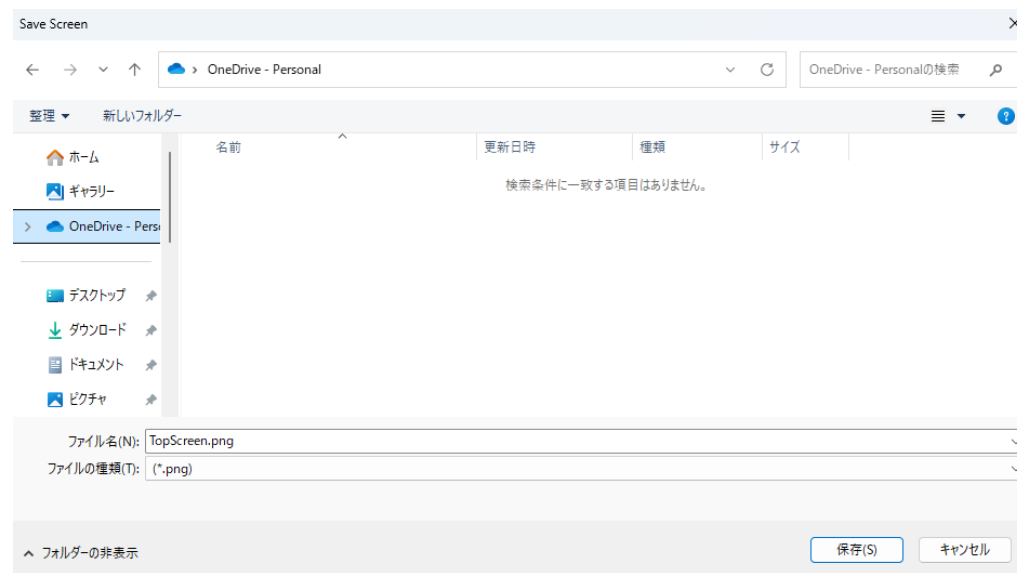 Save Screen
OneDrive - Personal
OneDrive - Personalの検索
整理
新しいフォルダー
名前
更新日時
種類
サイズ
検索条件に一致する項目はありません。
ホーム
ギャラリー
OneDrive - Perso
デスクトップ
ダウンロード
ドキュメント
ピクチャ
ファイル名(N): TopScreen.png
ファイルの種類(T): (*.png)
フォルダーの非表示
保存(S)
キャンセル